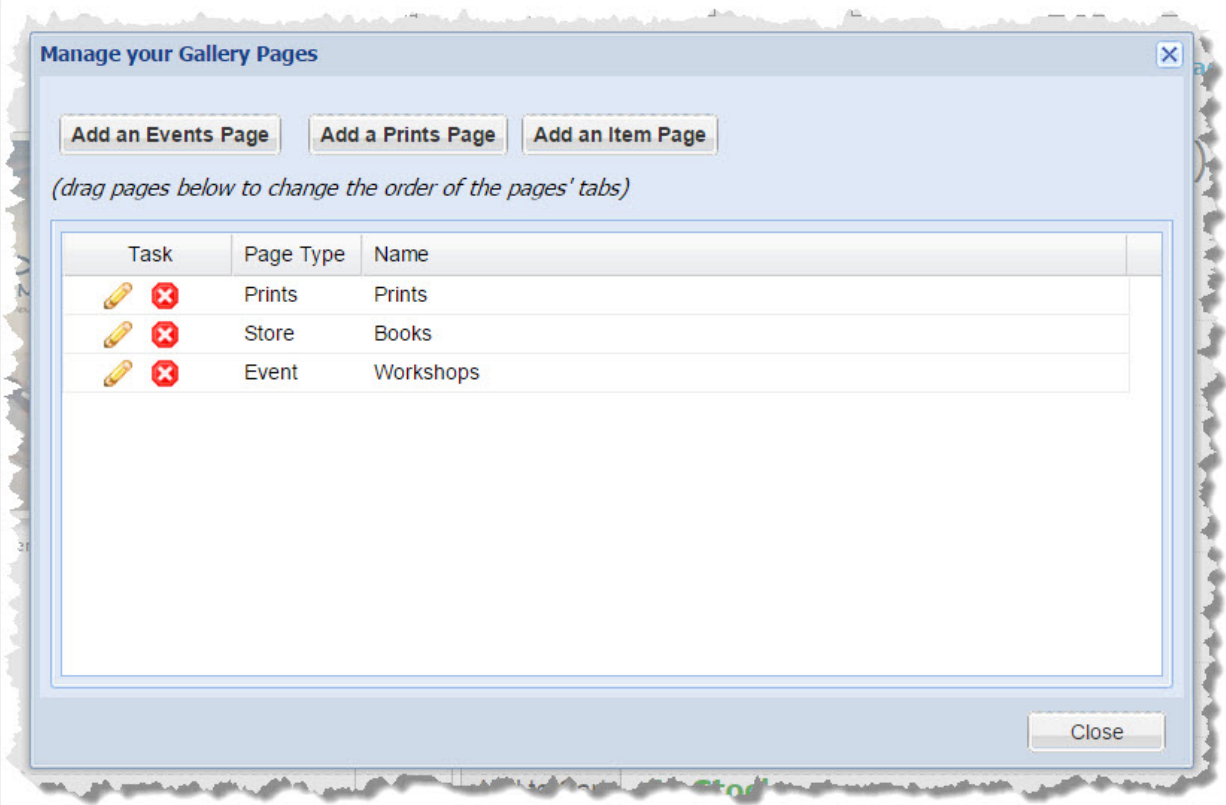 Manage your Gallery Pages
Add an Events Page Add a Prints Page Add an Item Page
(drag pages below to change the order of the pages' tabs)
Task Page Type Name
Prints Prints
Store Books
Event Workshops
Close